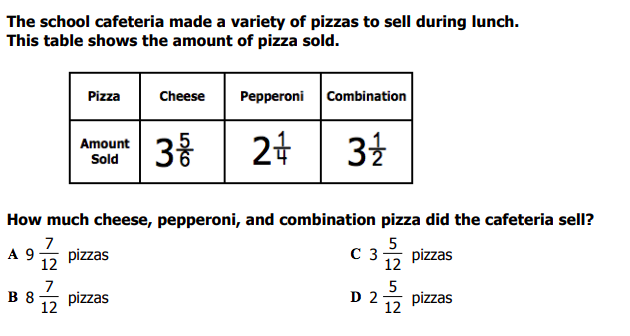 The school cafeteria made a variety of pizzas to sell during lunch.
This table shows the amount of pizza sold.
Pizza Cheese Pepperoni Combination
Amount Sold 3 5/6 2 1/4 3 1/2
How much cheese, pepperoni, and combination pizza did the cafeteria sell?
A 9 7/12 pizzas C 3 5/12 pizzas
B 8 7/12 pizzas D 2 5/12 pizzas